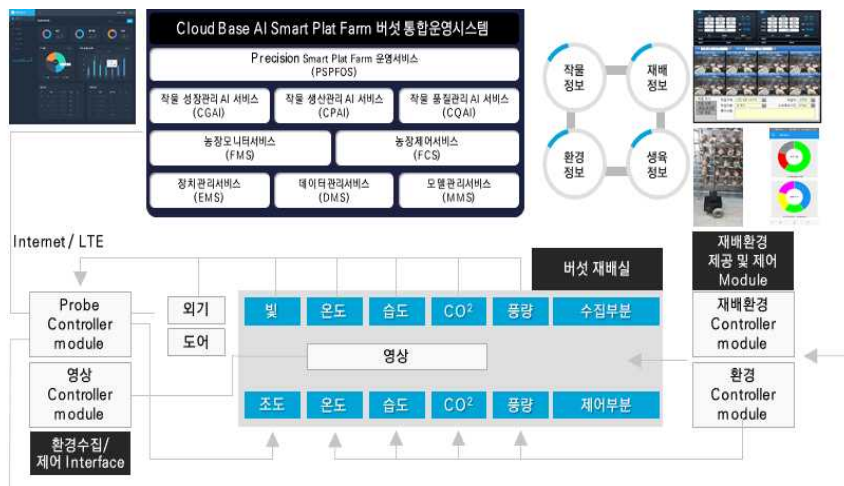 Cloud Base AI Smart Plat Farm 버섯 통합운영시스템
Precision Smart Plat Farm 운영서비스
(PSPFOS)
작물 성장관리 AI 서비스
(CGAI)
작물 생산관리 AI 서비스
(CPAI)
작물 품질관리 AI 서비스
(CQAI)
농장모니터서비스
(FMS)
농장제어서비스
(FCS)
장치관리서비스
(EMS)
데이터관리서비스
(DMS)
모델관리서비스
(MMS)
작물
정보
재배
정보
환경
정보
생육
정보
Internet / LTE
버섯 재배실
재배환경
제공 및 제어
Module
Probe
Controller
module
외기
도어
빛
온도
습도
CO²
풍량
수집부분
재배환경
Controller
module
영상
영상
Controller
module
환경
Controller
module
조도
온도
습도
CO²
풍량
제어부분
환경수집/
제어 Interface